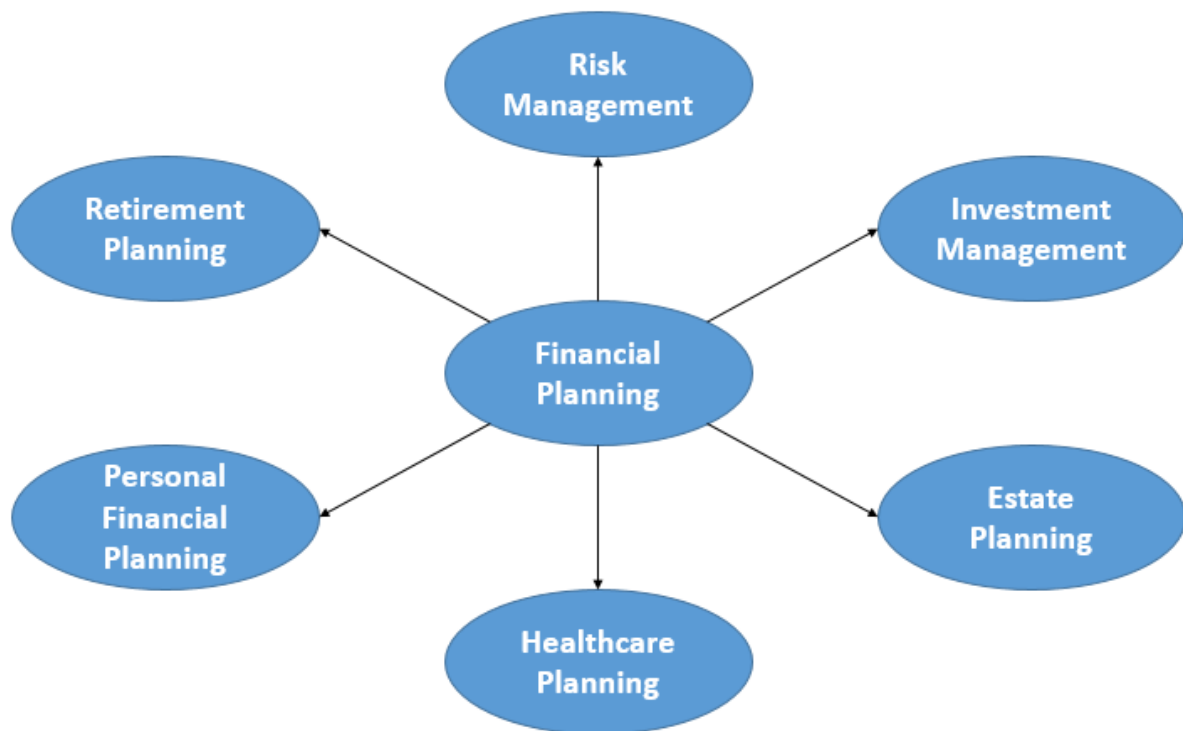 Risk
Management
Retirement
Planning
Investment
Management
Financial
Planning
Personal
Financial
Planning
Estate
Planning
Healthcare
Planning